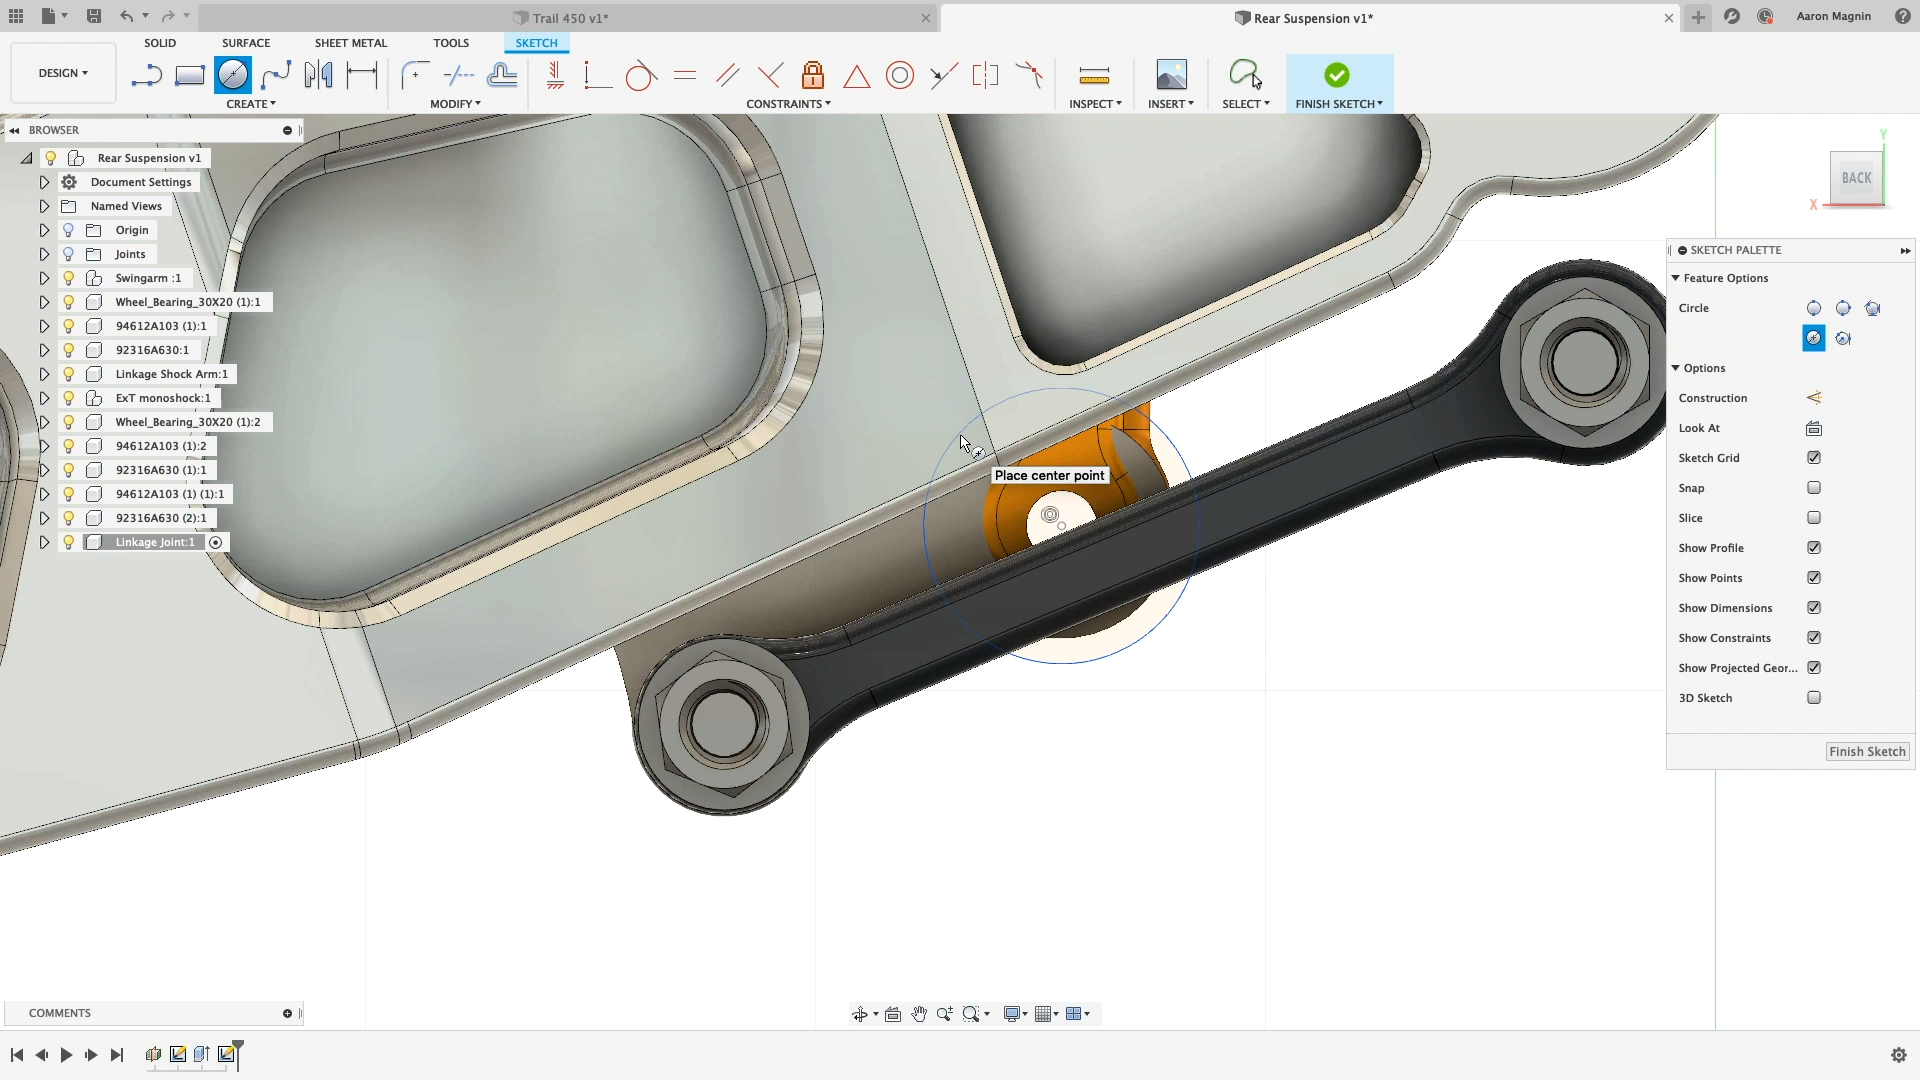 Trail 450 v1*
Rear Suspension v1*
Aaron Magnin
DESIGN
SOLID
SURFACE
SHEET METAL
TOOLS
SKETCH
CREATE
MODIFY
CONSTRAINTS
INSPECT
INSERT
SELECT
FINISH SKETCH
BROWSER
Rear Suspension v1
Document Settings
Named Views
Origin
Joints
Swingarm :1
Wheel_Bearing_30X20 (1):1
94612A103 (1):1
92316A630:1
Linkage Shock Arm:1
ExT monoshock:1
Wheel_Bearing_30X20 (1):2
94612A103 (1):2
92316A630 (1):1
94612A103 (1) (1):1
92316A630 (2):1
Linkage Joint:1
Place center point
Y
BACK
X
SKETCH PALETTE
Feature Options
Circle
Options
Construction
Look At
Sketch Grid
Snap
Slice
Show Profile
Show Points
Show Dimensions
Show Constraints
Show Projected Geor...
3D Sketch
Finish Sketch
COMMENTS